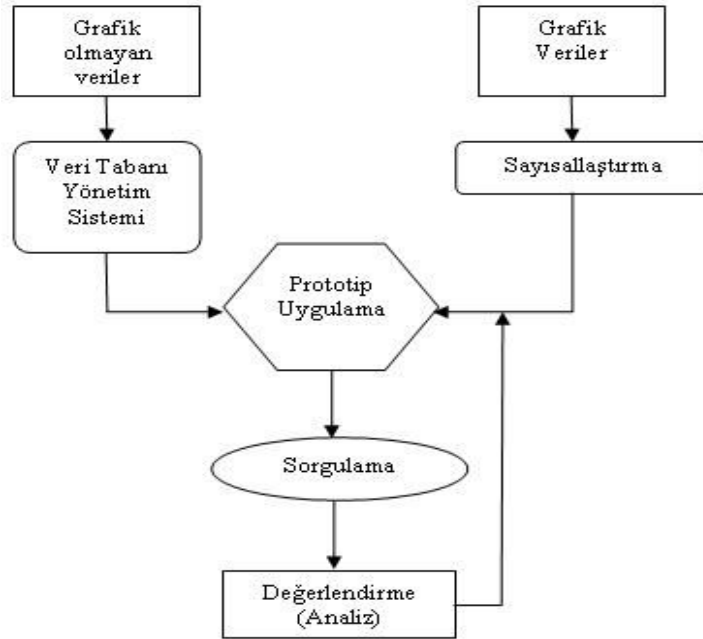 Grafik
olmayan
veriler
Grafik
Veriler
Veri Tabanı
Yönetim
Sistemi
Sayısallaştırma
Prototip
Uygulama
Sorgulama
Değerlendirme
(Analiz)